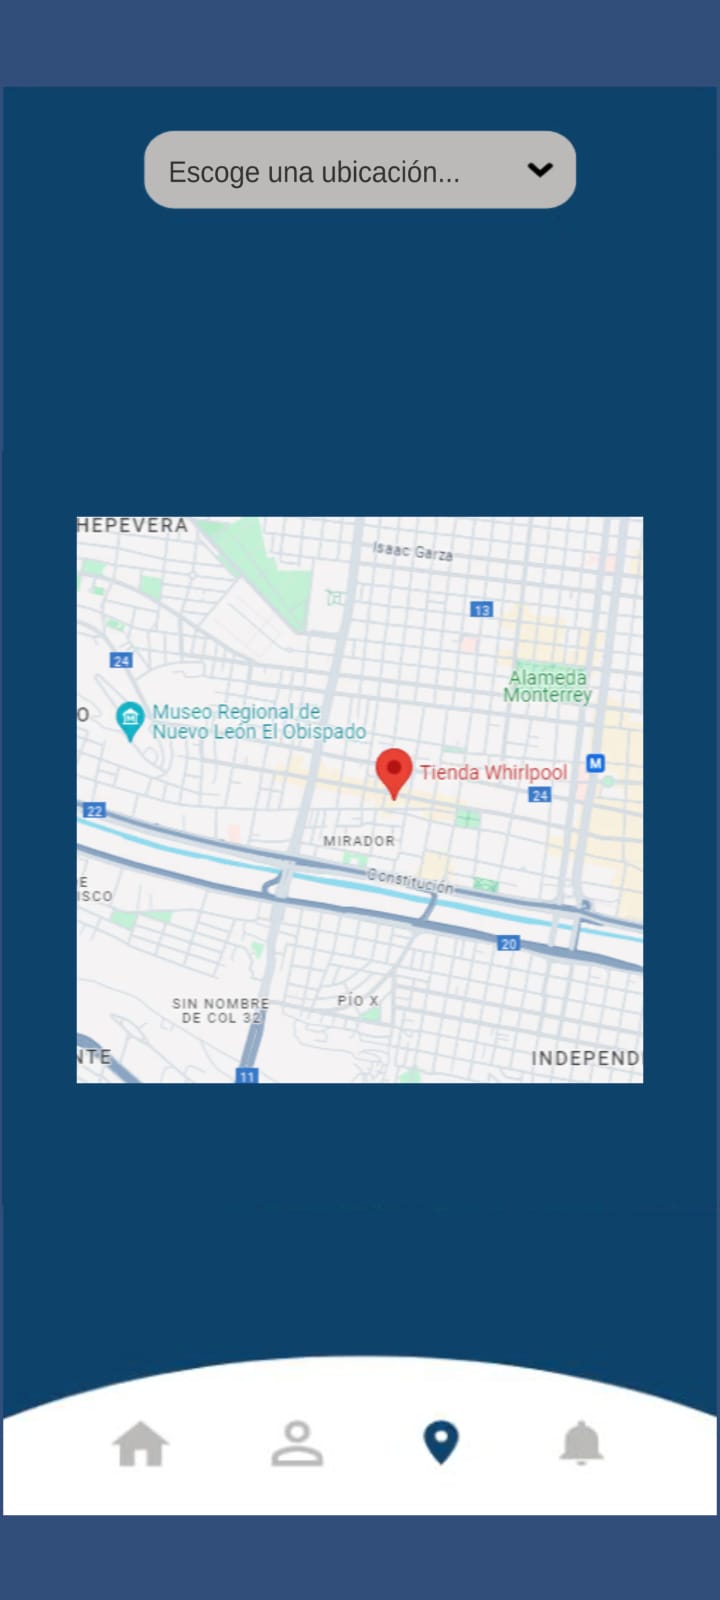 Escoge una ubicación...
HEPEVERA
Isaac Garza
13
24
Alameda
Monterrey
O
Museo Regional de
Nuevo León El Obispado
M
Tienda Whirlpool
24
22
MIRADOR
Constitución
E
ISCO
20
SIN NOMBRE
DE COL 32
PÍO X
NTE
INDEPEND
11